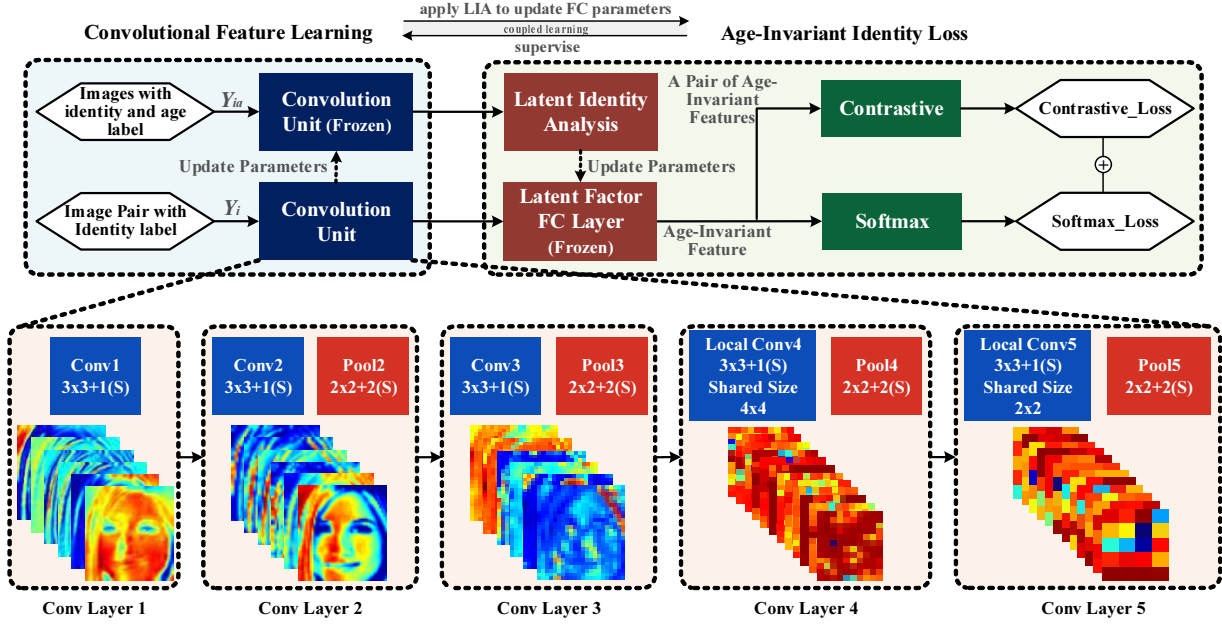 apply LIA to update FC parameters
Convolutional Feature Learning
coupled learning
Age-Invariant Identity Loss
supervise
Images with
identity and age
label
Yia
Convolution
Unit (Frozen)
Latent Identity
Analysis
A Pair of Age-
Invariant
Features
Contrastive
Contrastive_Loss
Update Parameters
Update Parameters
+
Image Pair with
Identity label
Yi
Convolution
Unit
Latent Factor
FC Layer
(Frozen)
Age-Invariant
Feature
Softmax
Softmax_Loss
Conv1
3x3+1(S)
Conv2
3x3+1(S)
Pool2
2x2+2(S)
Conv3
3x3+1(S)
Pool3
2x2+2(S)
Local Conv4
3x3+1(S)
Shared Size
4x4
Pool4
2x2+2(S)
Local Conv5
3x3+1(S)
Shared Size
2x2
Pool5
2x2+2(S)
Conv Layer 1
Conv Layer 2
Conv Layer 3
Conv Layer 4
Conv Layer 5